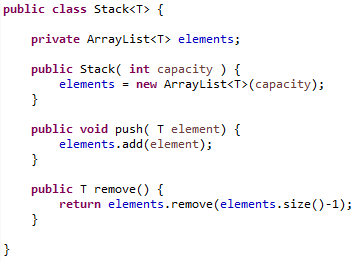 public class Stack<T> {
private ArrayList<T> elements;
public Stack( int capacity ) {
elements = new ArrayList<T>(capacity);
}
public void push( T element) {
elements.add(element);
}
public T remove() {
return elements.remove(elements.size()-1);
}
}